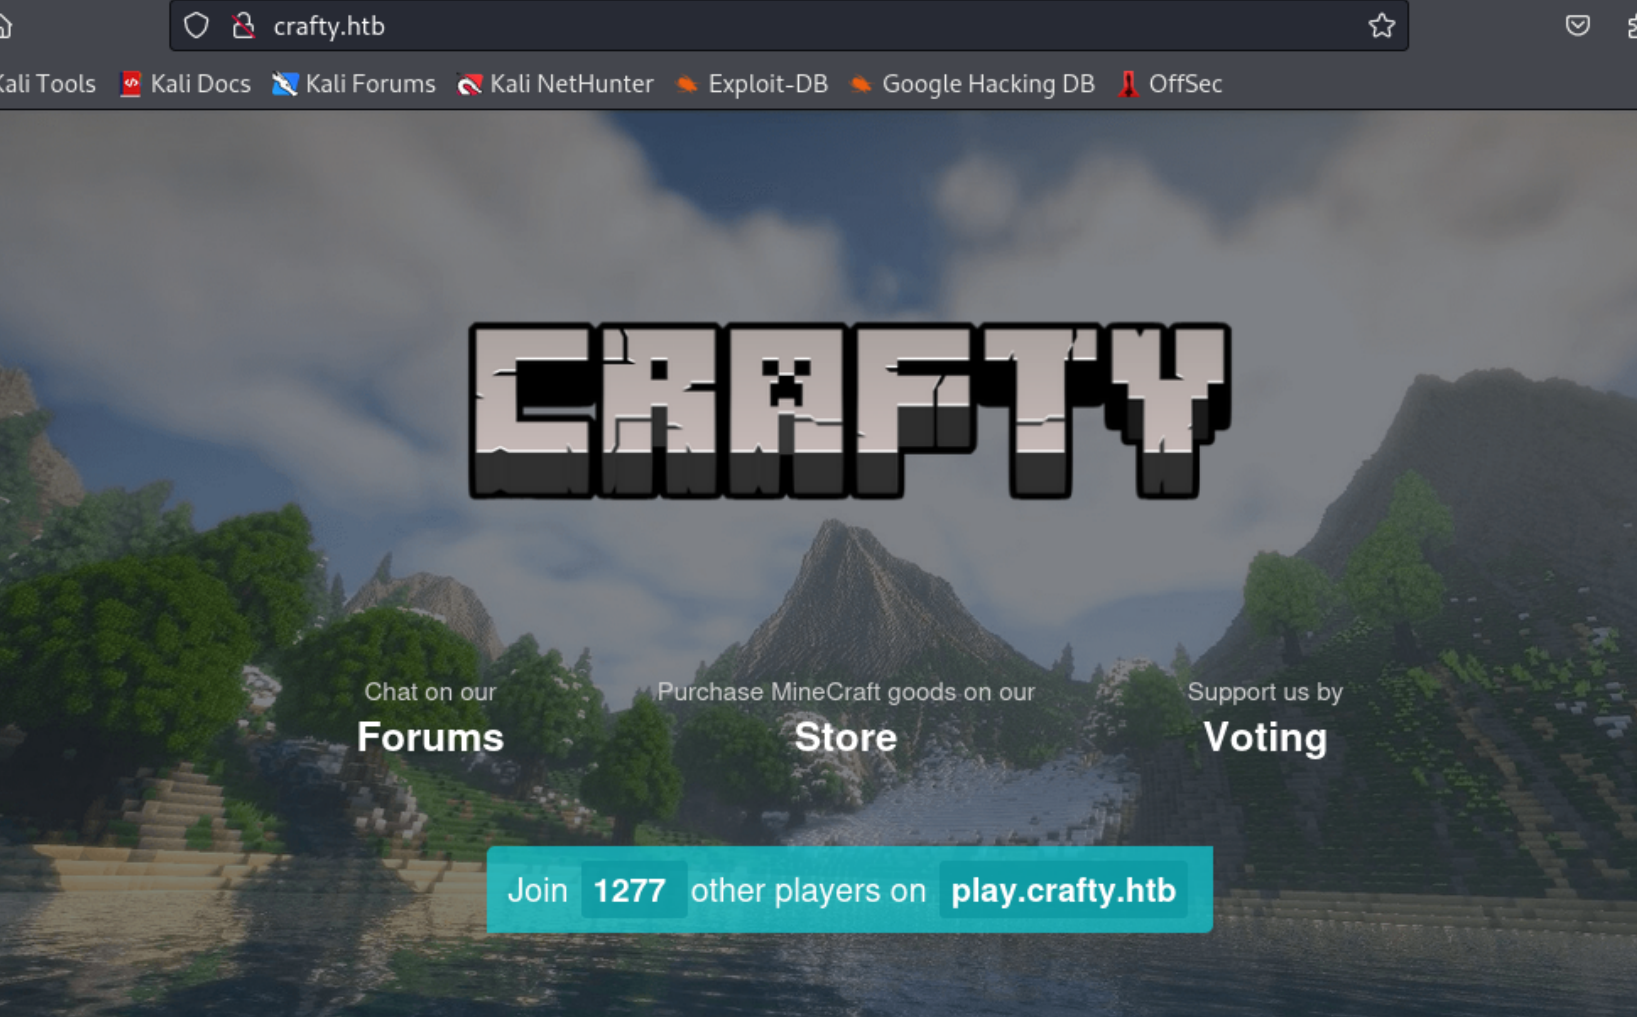 crafty.htb
Kali Tools Kali Docs Kali Forums Kali NetHunter Exploit-DB Google Hacking DB OffSec
CRAFTY
Chat on our
Forums
Purchase MineCraft goods on our
Store
Support us by
Voting
Join 1277 other players on play.crafty.htb